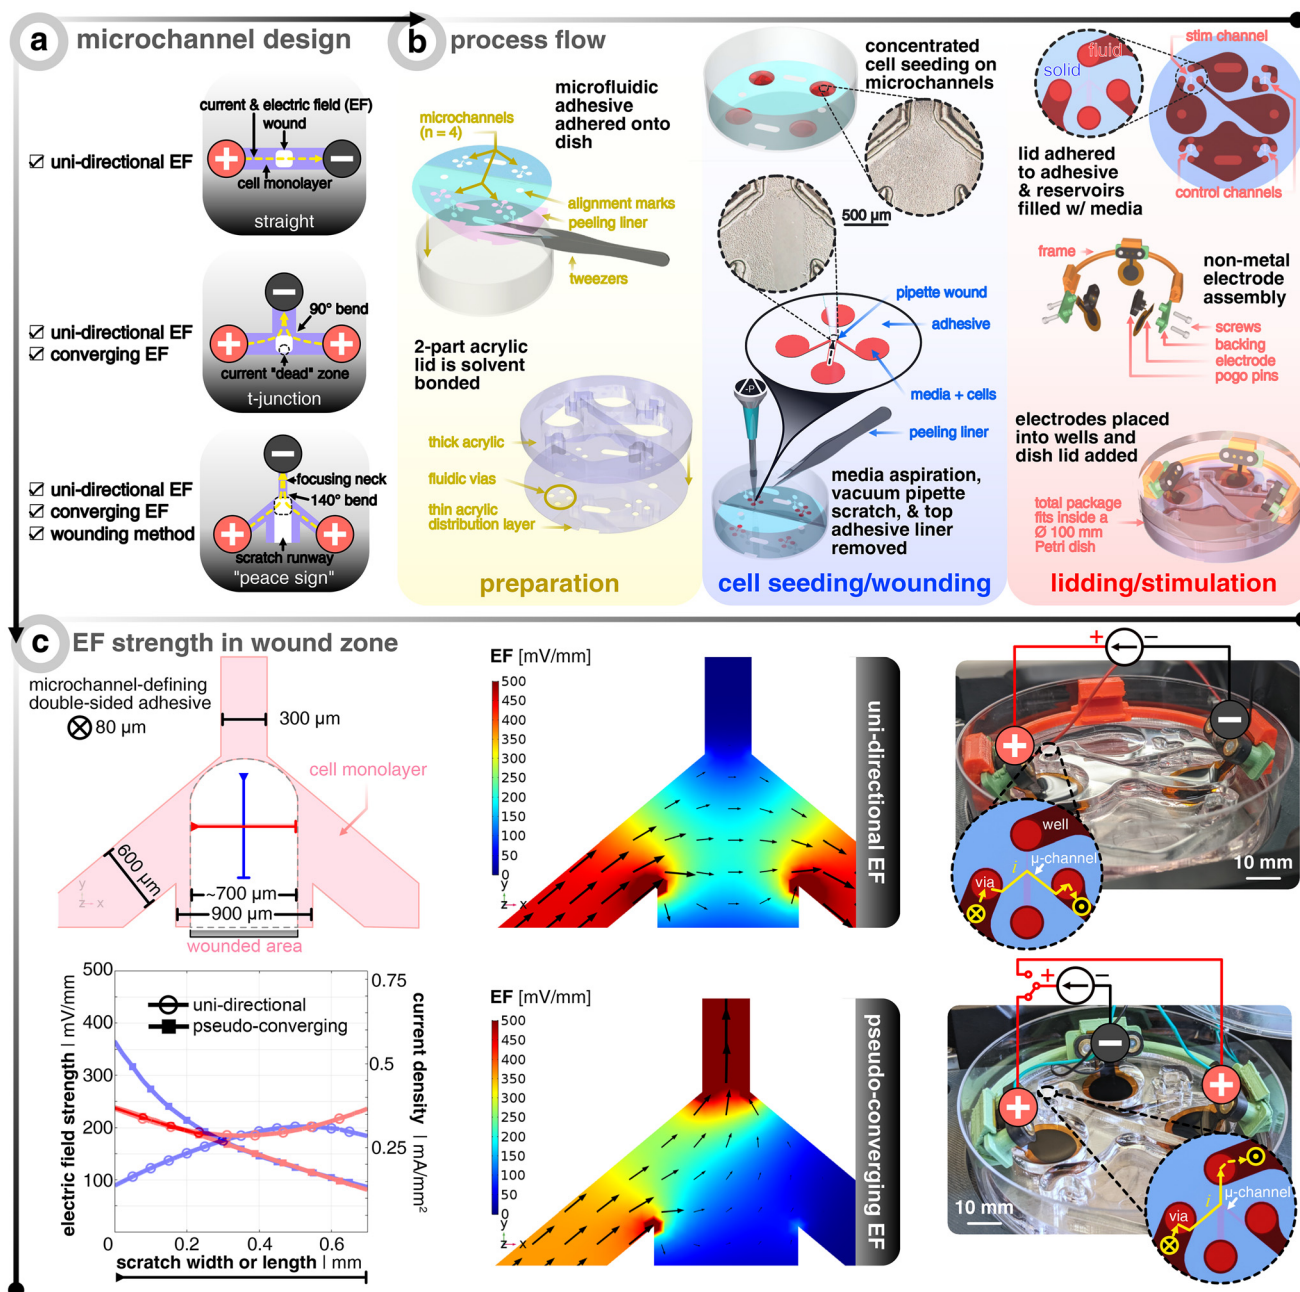 a microchannel design
current & electric field (EF)
wound
+
−
cell monolayer
straight
uni-directional EF
−
90° bend
+
+
current "dead" zone
t-junction
uni-directional EF
converging EF
−
focusing neck
140° bend
+
+
scratch runway
"peace sign"
uni-directional EF
converging EF
wounding method
b process flow
microfluidic
adhesive
adhered onto
dish
microchannels
(n = 4)
alignment marks
peeling liner
tweezers
2-part acrylic
lid is solvent
bonded
thick acrylic
fluidic vias
thin acrylic
distribution layer
preparation
concentrated
cell seeding on
microchannels
500 µm
pipette wound
adhesive
media + cells
-P
peeling liner
media aspiration,
vacuum pipette
scratch, & top
adhesive liner
removed
cell seeding/wounding
stim channel
fluid
solid
control channels
lid adhered
to adhesive
& reservoirs
filled w/ media
frame
non-metal
electrode
assembly
screws
backing
electrode
pogo pins
electrodes placed
into wells and
dish lid added
total package
fits inside a
Ø 100 mm
Petri dish
lidding/stimulation
c EF strength in wound zone
microchannel-defining
double-sided adhesive
80 µm
300 µm
cell monolayer
600 µm
y
z x
~700 µm
900 µm
wounded area
electric field strength | mV/mm
500
400
300
200
100
0
0.2
0.4
0.6
scratch width or length | mm
uni-directional
pseudo-converging
0.75
0.5
0.25
current density | mA/mm²
EF [mV/mm]
500
450
400
350
300
250
200
150
100
50
0
y
z x
uni-directional EF
EF [mV/mm]
500
450
400
350
300
250
200
150
100
50
0
y
z x
pseudo-converging EF
+
−
+
−
well
µ-channel
i
via
10 mm
+
−
−
+
+
10 mm
µ-channel
i
via